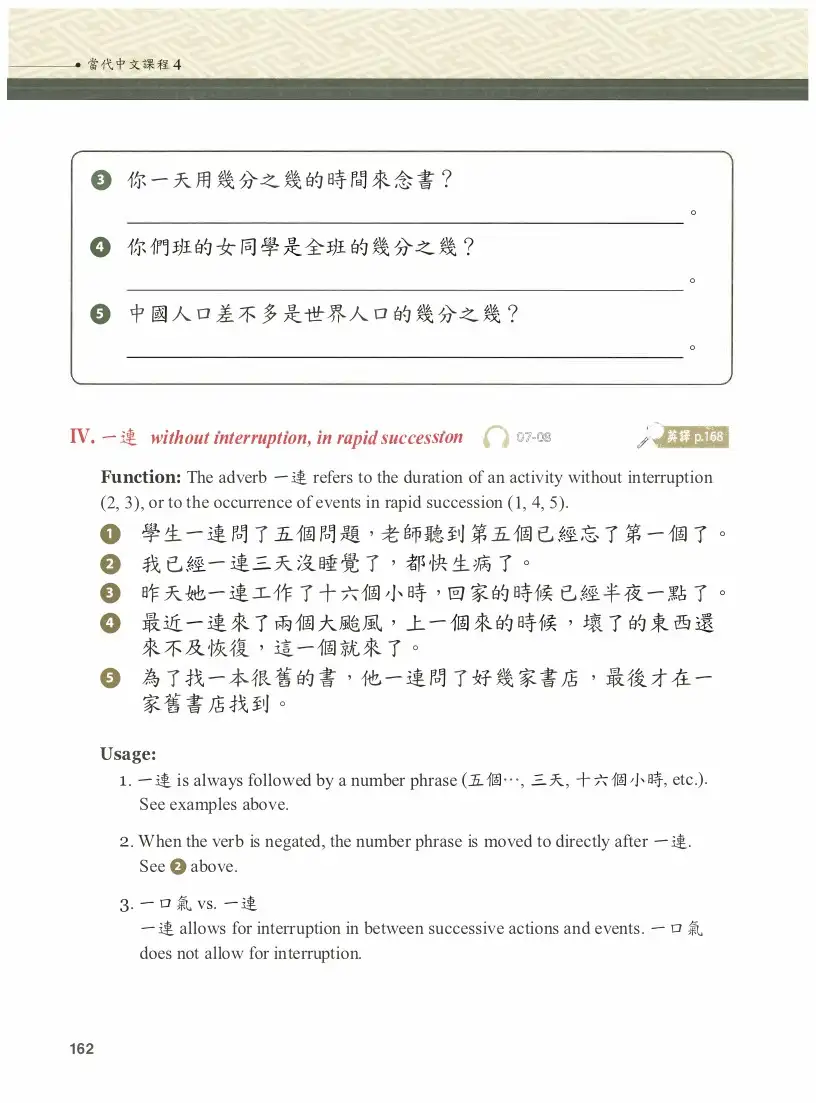 • 當代中文課程 4
3 你一天用幾分之幾的時間來念書？
。
4 你們班的女同學是全班的幾分之幾？
。
5 中國人口差不多是世界人口的幾分之幾？
。
IV. 一連 without interruption, in rapid succession 07-08 英譯 p.168
Function: The adverb 一連 refers to the duration of an activity without interruption
(2, 3), or to the occurrence of events in rapid succession (1, 4, 5).
1 學生一連問了五個問題，老師聽到第五個已經忘了第一個了。
2 我已經一連三天沒睡覺了，都快生病了。
3 昨天她一連工作了十六個小時，回家的時候已經半夜一點了。
4 最近一連來了兩個大颱風，上一個來的時候，壞了的東西還
來不及恢復，這一個就來了。
5 為了找一本很舊的書，他一連問了好幾家書店，最後才在一
家舊書店找到。
Usage:
1. 一連 is always followed by a number phrase (五個…, 三天, 十六個小時, etc.).
See examples above.
2. When the verb is negated, the number phrase is moved to directly after 一連.
See 2 above.
3. 一口氣 vs. 一連
一連 allows for interruption in between successive actions and events. 一口氣
does not allow for interruption.
162